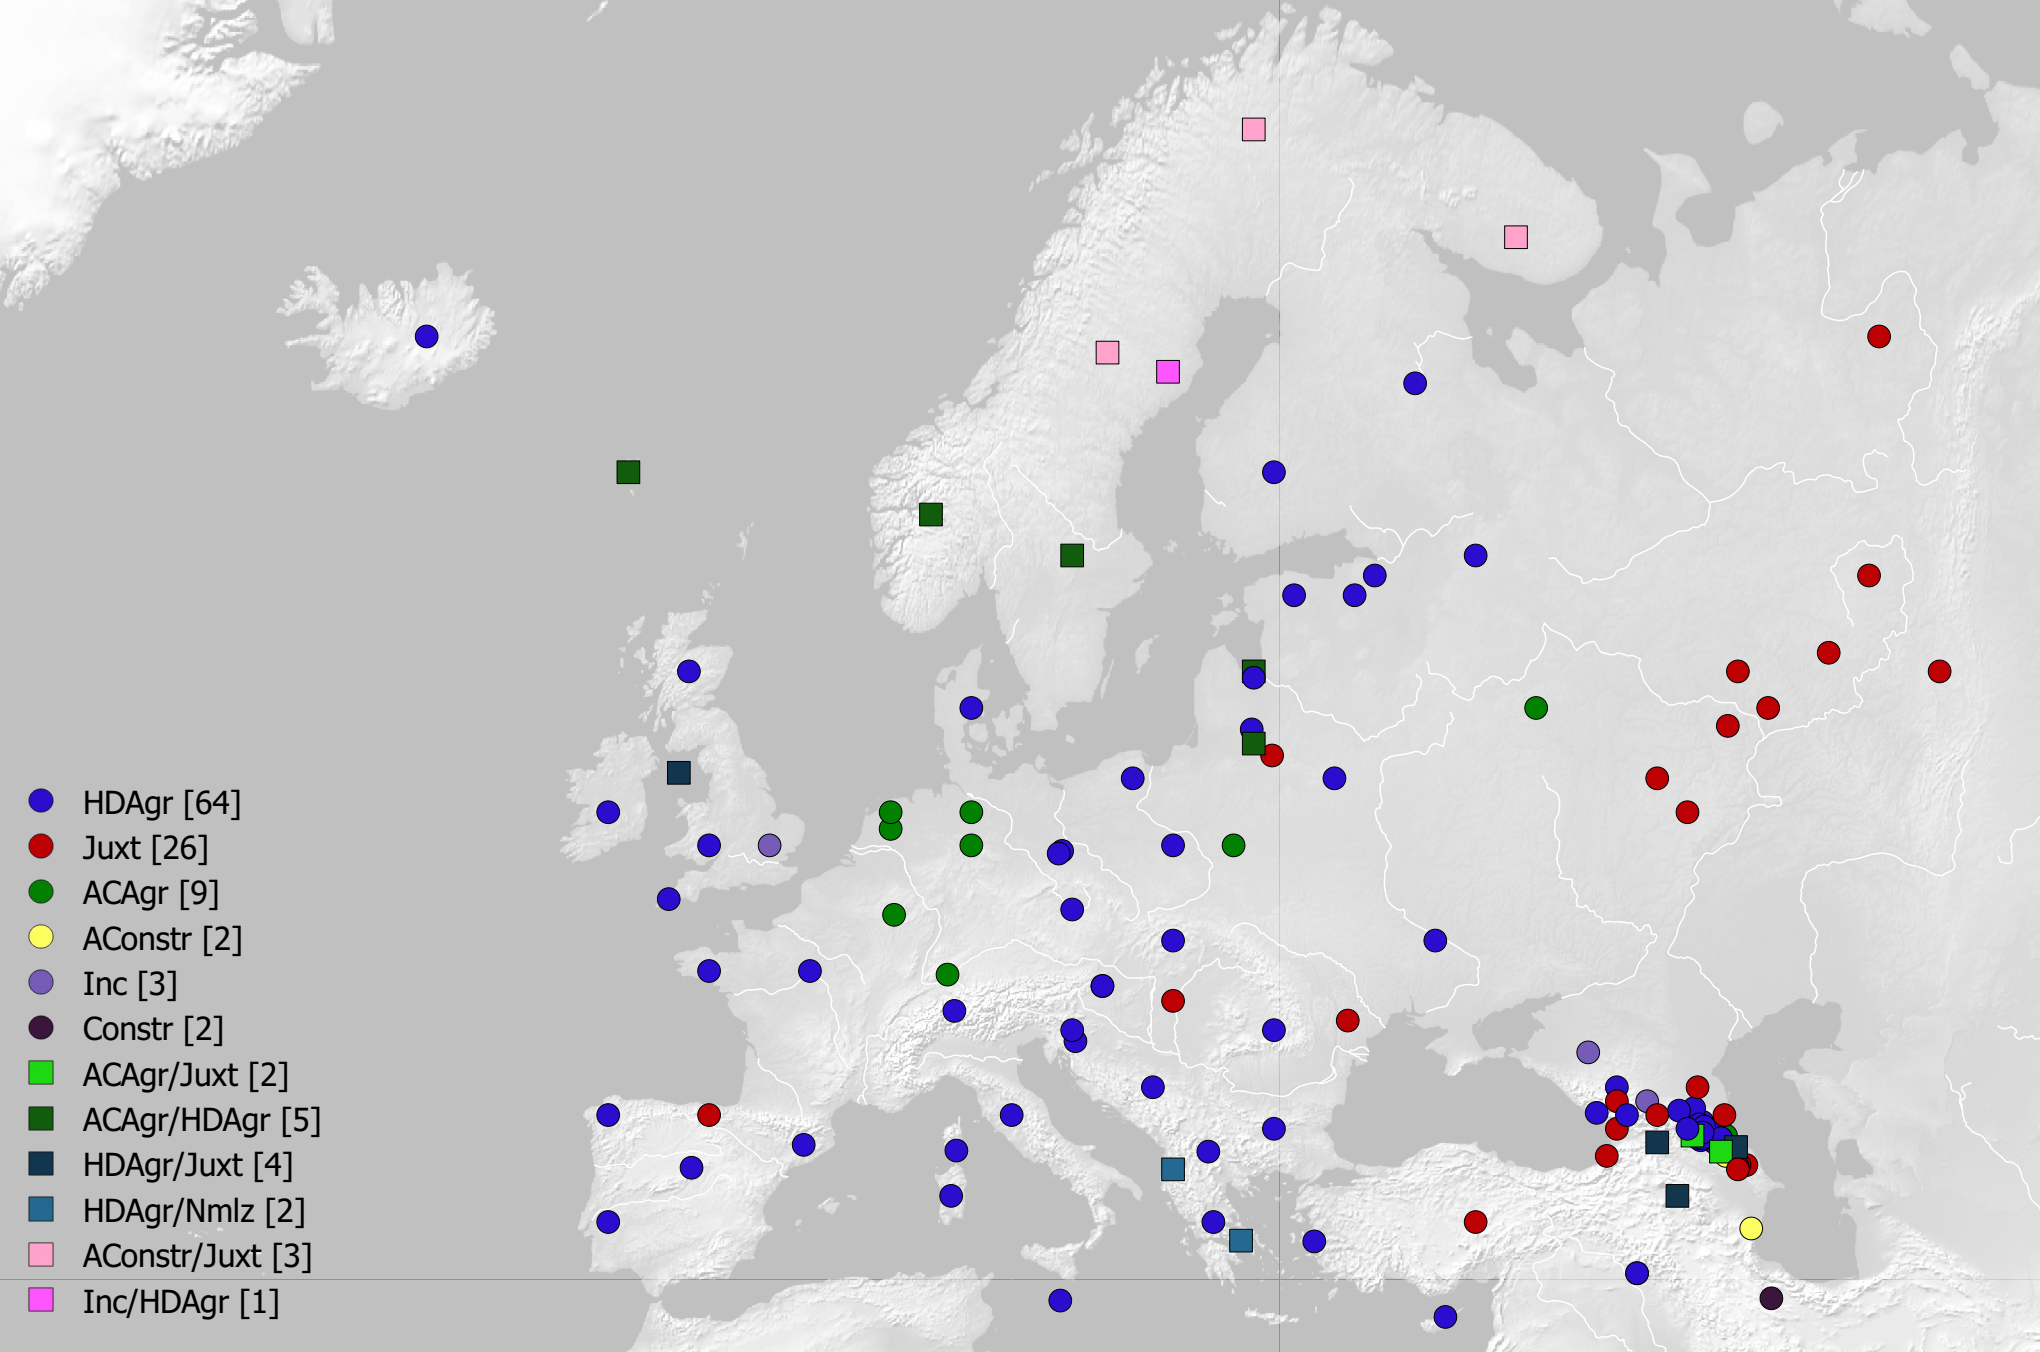 HDAgr [64]
Juxt [26]
ACAgr [9]
AConstr [2]
Inc [3]
Constr [2]
ACAgr/Juxt [2]
ACAgr/HDAgr [5]
HDAgr/Juxt [4]
HDAgr/Nmlz [2]
AConstr/Juxt [3]
Inc/HDAgr [1]